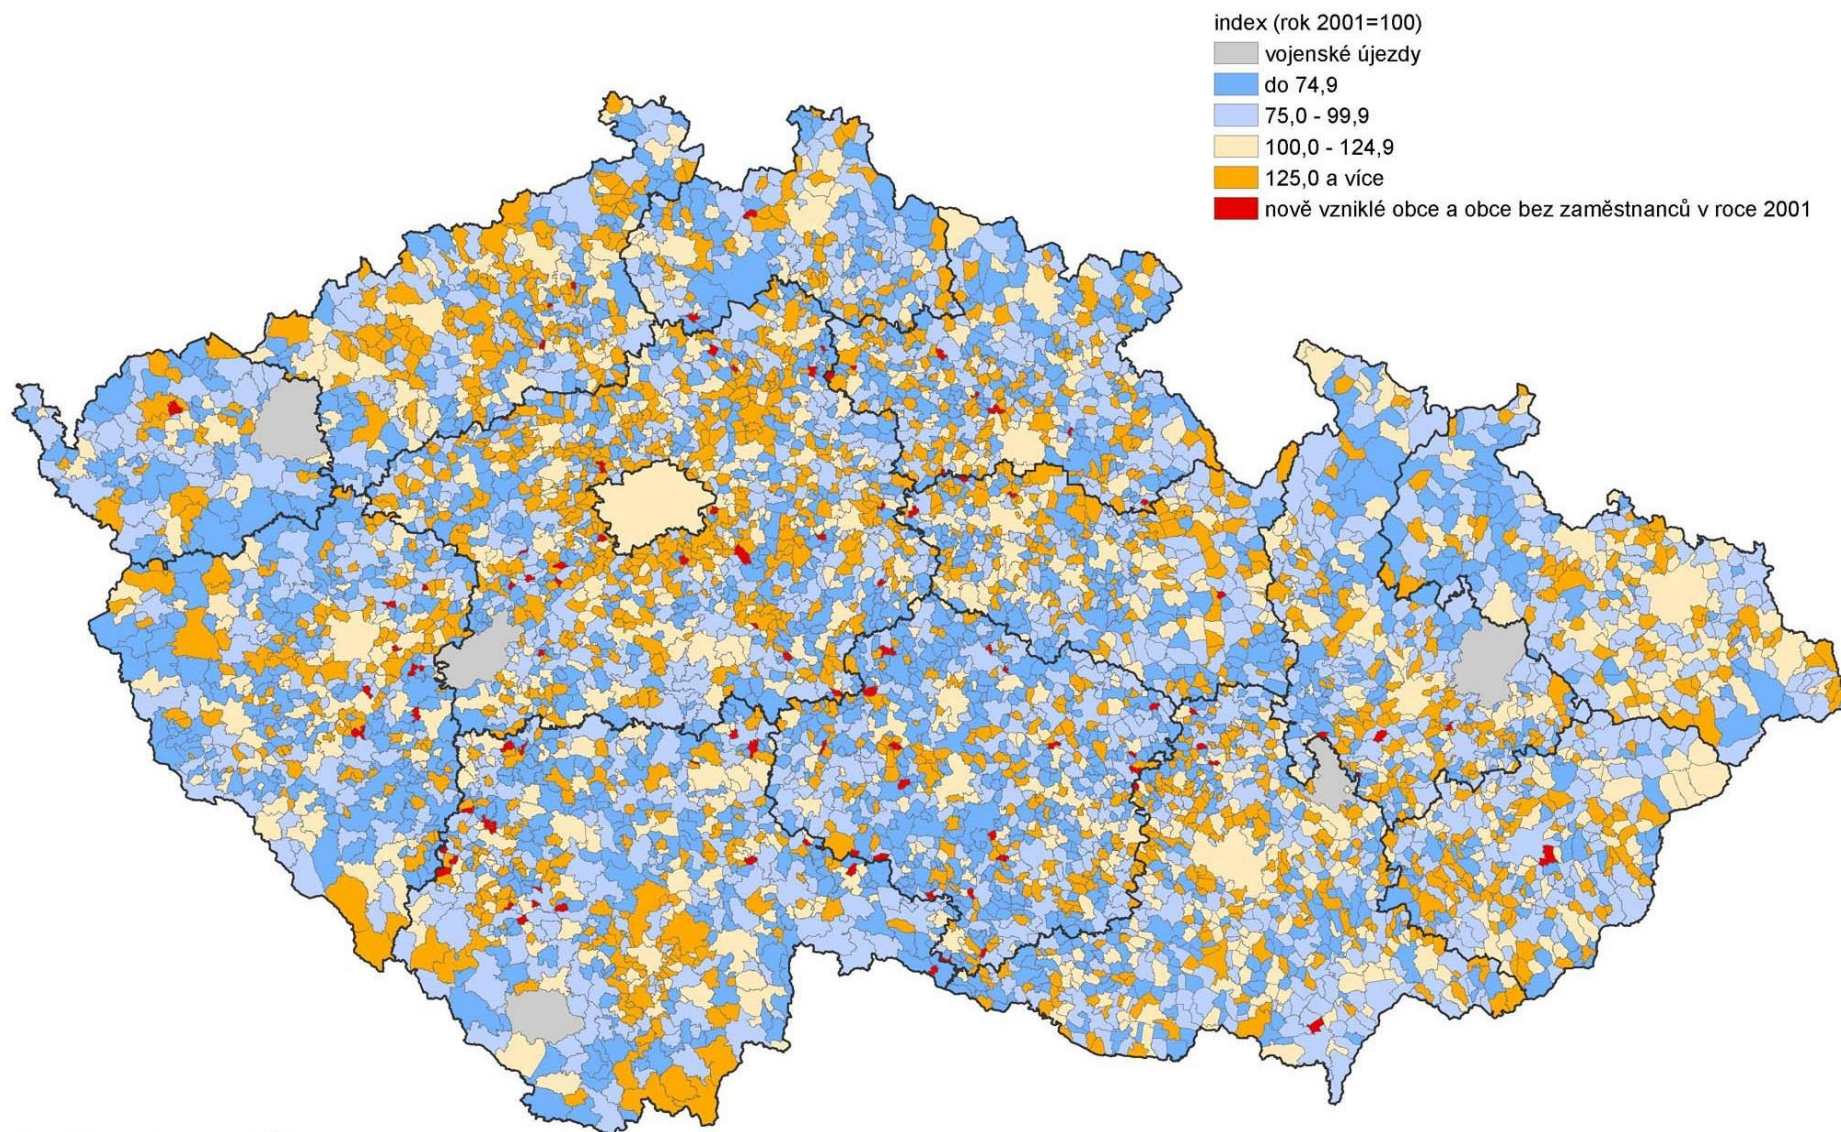 index (rok 2001=100)
vojenské újezdy
do 74,9
75,0 - 99,9
100,0 - 124,9
125,0 a více
nově vzniklé obce a obce bez zaměstnanců v roce 2001